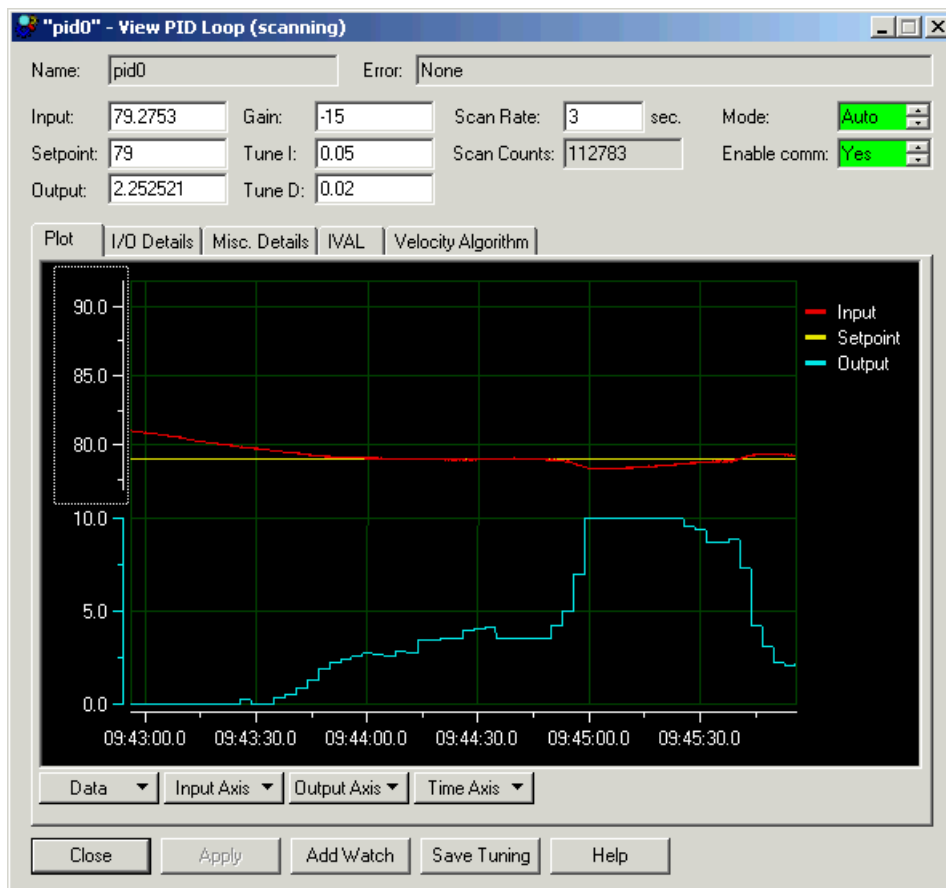 "pid0" - View PID Loop (scanning)
Name: pid0 Error: None
Input: 79.2753 Gain: -15 Scan Rate: 3 sec. Mode: Auto
Setpoint: 79 Tune I: 0.05 Scan Counts: 112783 Enable comm: Yes
Output: 2.252521 Tune D: 0.02
Plot I/O Details Misc. Details IVAL Velocity Algorithm
90.0
85.0
80.0
10.0
5.0
0.0
Input
Setpoint
Output
09:43:00.0 09:43:30.0 09:44:00.0 09:44:30.0 09:45:00.0 09:45:30.0
Data Input Axis Output Axis Time Axis
Close Apply Add Watch Save Tuning Help